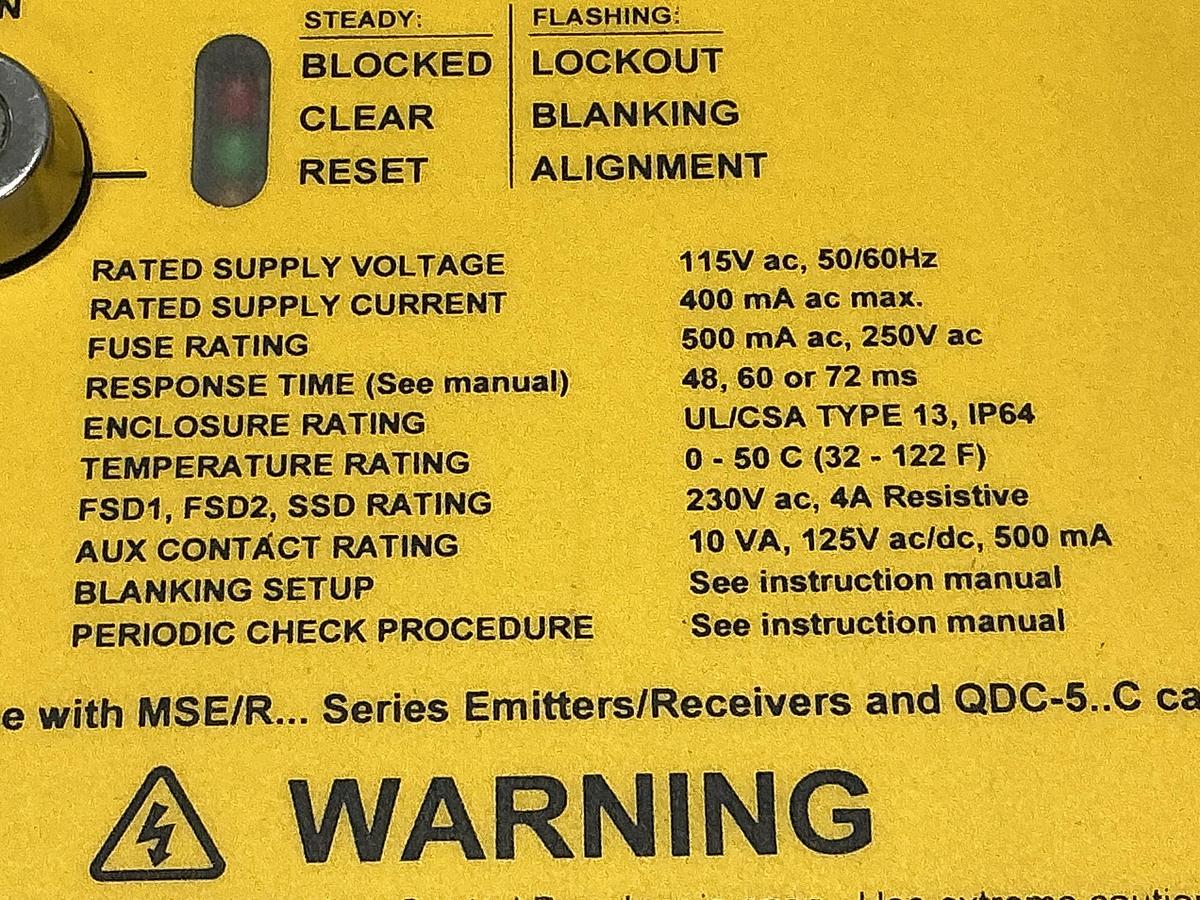 N
STEADY: FLASHING:
BLOCKED LOCKOUT
CLEAR BLANKING
RESET ALIGNMENT
RATED SUPPLY VOLTAGE 115V ac, 50/60Hz
RATED SUPPLY CURRENT 400 mA ac max.
FUSE RATING 500 mA ac, 250V ac
RESPONSE TIME (See manual) 48, 60 or 72 ms
ENCLOSURE RATING UL/CSA TYPE 13, IP64
TEMPERATURE RATING 0 - 50 C (32 - 122 F)
FSD1, FSD2, SSD RATING 230V ac, 4A Resistive
AUX CONTACT RATING 10 VA, 125V ac/dc, 500 mA
BLANKING SETUP See instruction manual
PERIODIC CHECK PROCEDURE See instruction manual
e with MSE/R... Series Emitters/Receivers and QDC-5..C ca
WARNING
Use extreme caution